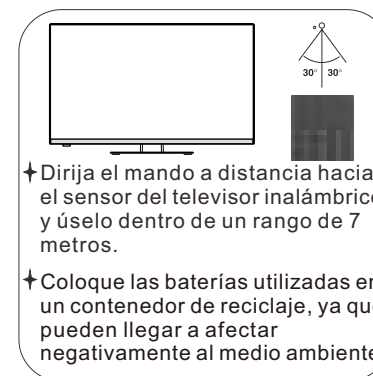 30° 30°
Dirija el mando a distancia hacia
el sensor del televisor inalámbrico
y úselo dentro de un rango de 7
metros.
Coloque las baterías utilizadas en
un contenedor de reciclaje, ya que
pueden llegar a afectar
negativamente al medio ambiente